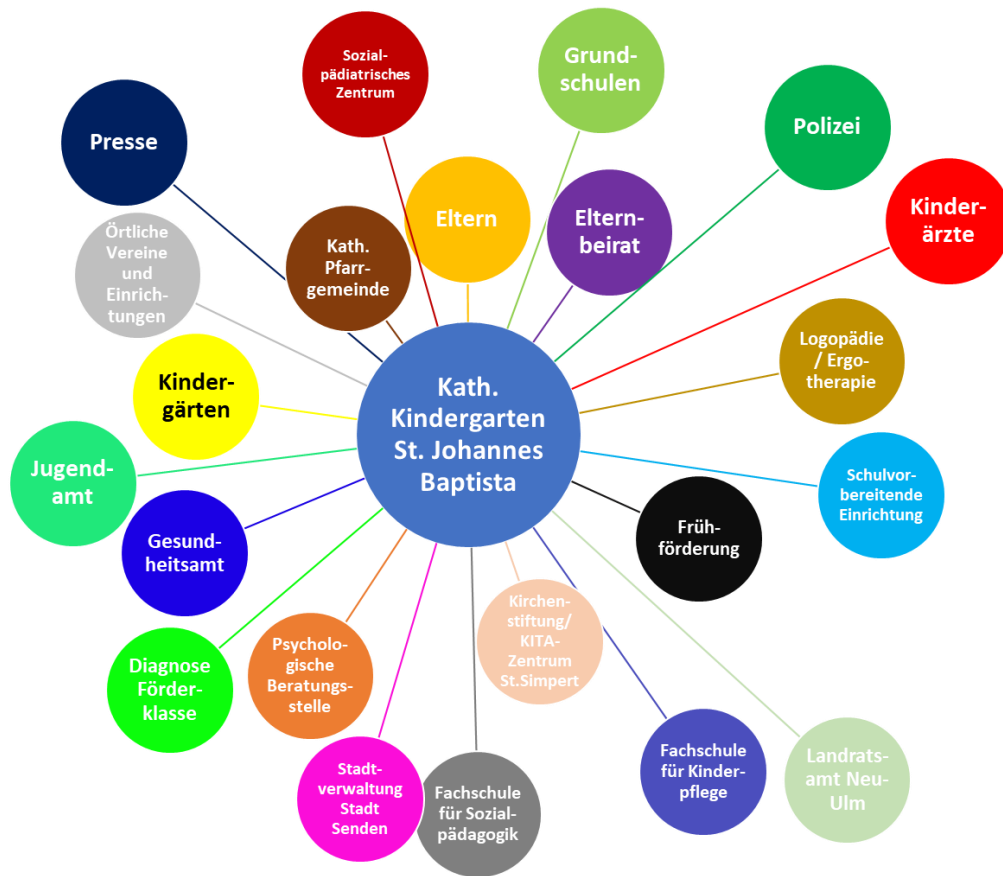 Sozial-
pädiatrisches
Zentrum
Grund-
schulen
Presse
Polizei
Eltern
Eltern-
beirat
Kinder-
ärzte
Örtliche
Vereine
und
Einrich-
tungen
Kath.
Pfarr-
gemeinde
Logopädie
/ Ergo-
therapie
Kinder-
gärten
Kath.
Kindergarten
St. Johannes
Baptista
Jugend-
amt
Schulvor-
bereitende
Einrichtung
Gesund-
heitsamt
Früh-
förderung
Kirchen-
stiftung/
KITA-
Zentrum
St.Simpert
Diagnose
Förder-
klasse
Psycholo-
gische
Beratungs-
stelle
Stadt-
verwaltung
Stadt
Senden
Fachschule
für Sozial-
pädagogik
Fachschule
für Kinder-
pflege
Landrats-
amt Neu-
Ulm